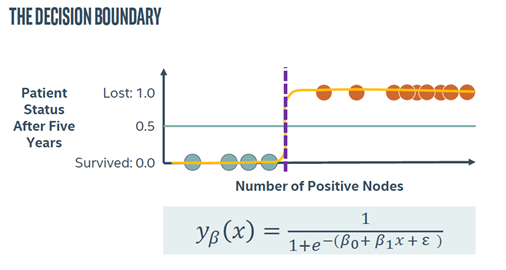 THE DECISION BOUNDARY
Patient
Status
After Five
Years
Lost: 1.0
0.5
Survived: 0.0
Number of Positive Nodes
yβ(x) = 1 / 1+e^−(β0+ β1x + ε )